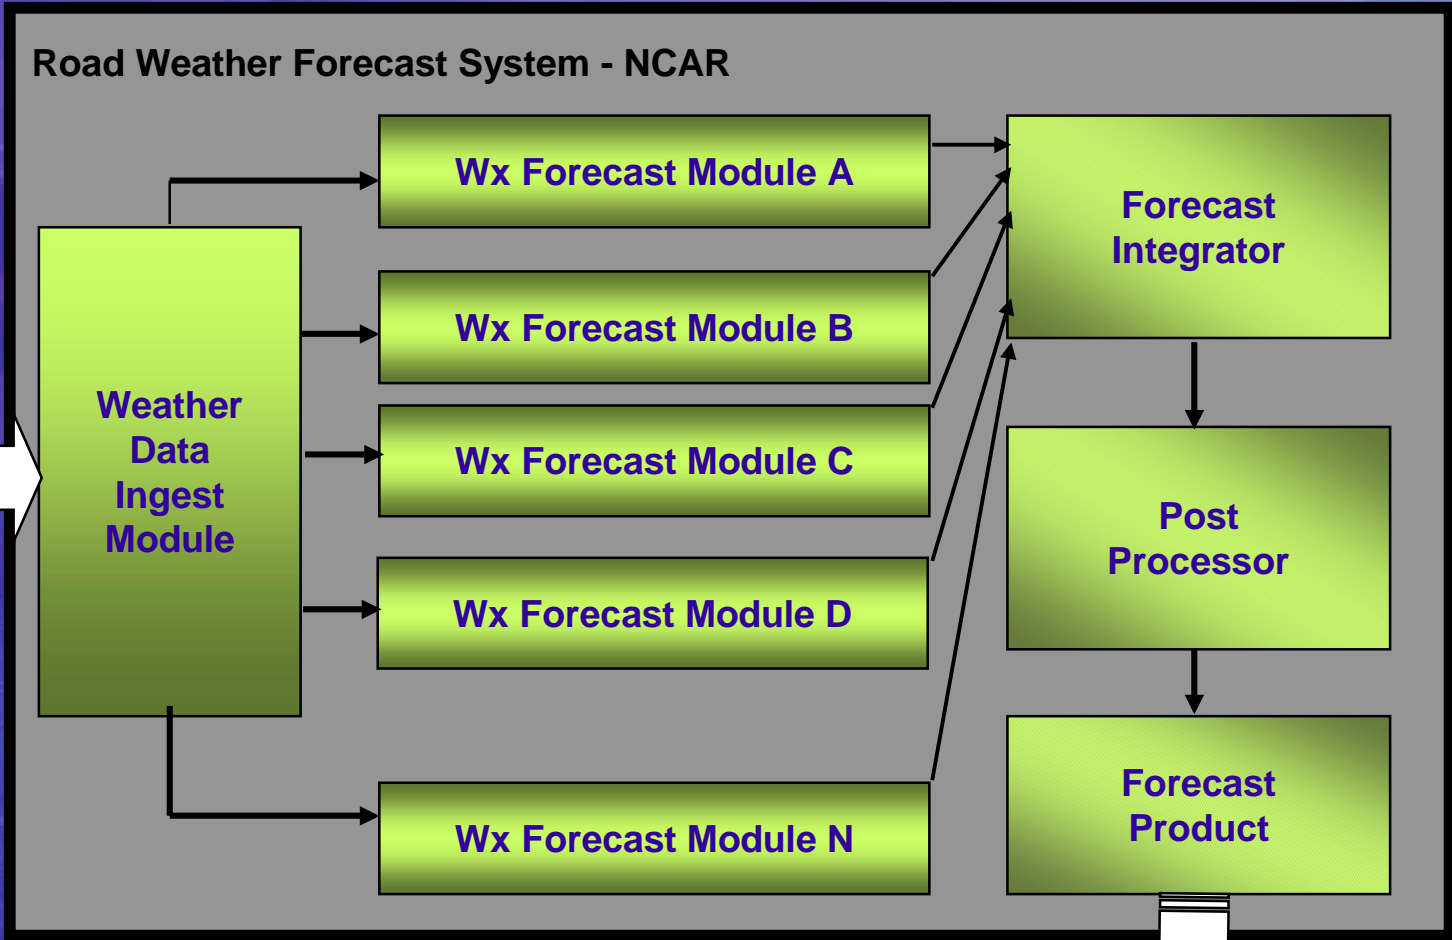 Road Weather Forecast System - NCAR
Weather
Data
Ingest
Module
Wx Forecast Module A
Wx Forecast Module B
Wx Forecast Module C
Wx Forecast Module D
Wx Forecast Module N
Forecast
Integrator
Post
Processor
Forecast
Product